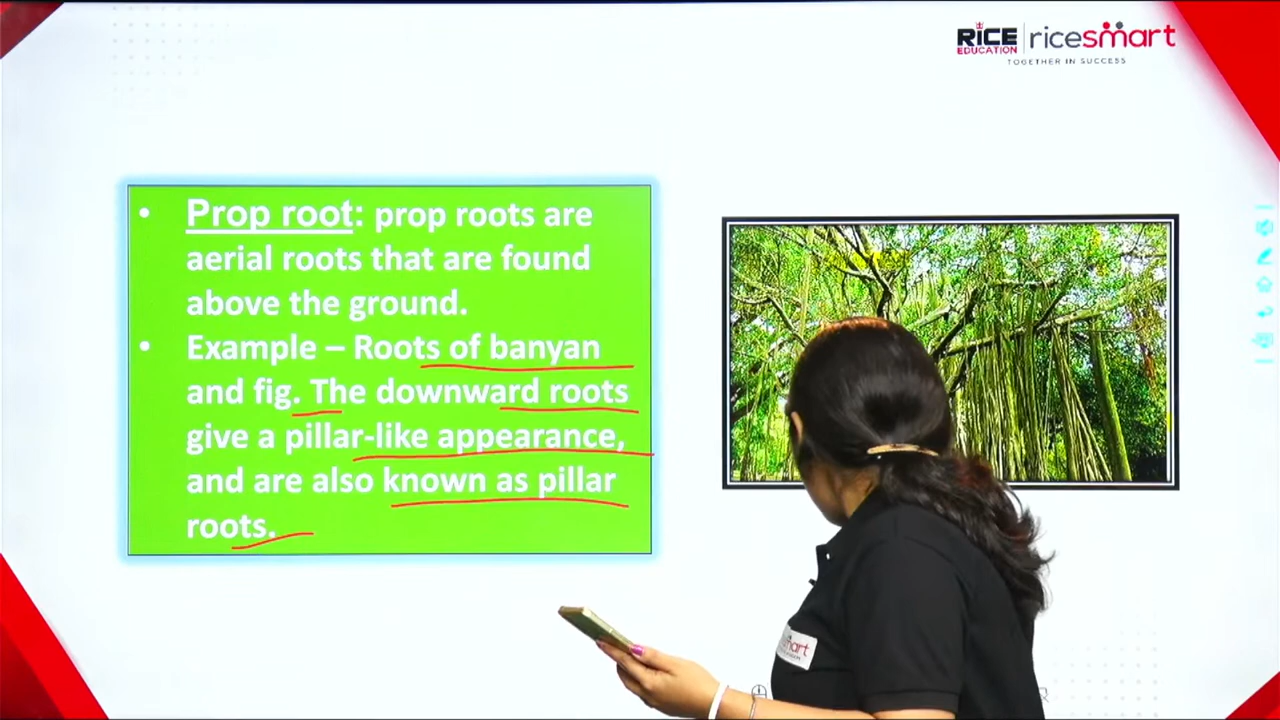 RICE
EDUCATION
ricesmart
TOGETHER IN SUCCESS
• Prop root: prop roots are
aerial roots that are found
above the ground.
• Example – Roots of banyan
and fig. The downward roots
give a pillar-like appearance,
and are also known as pillar
roots.